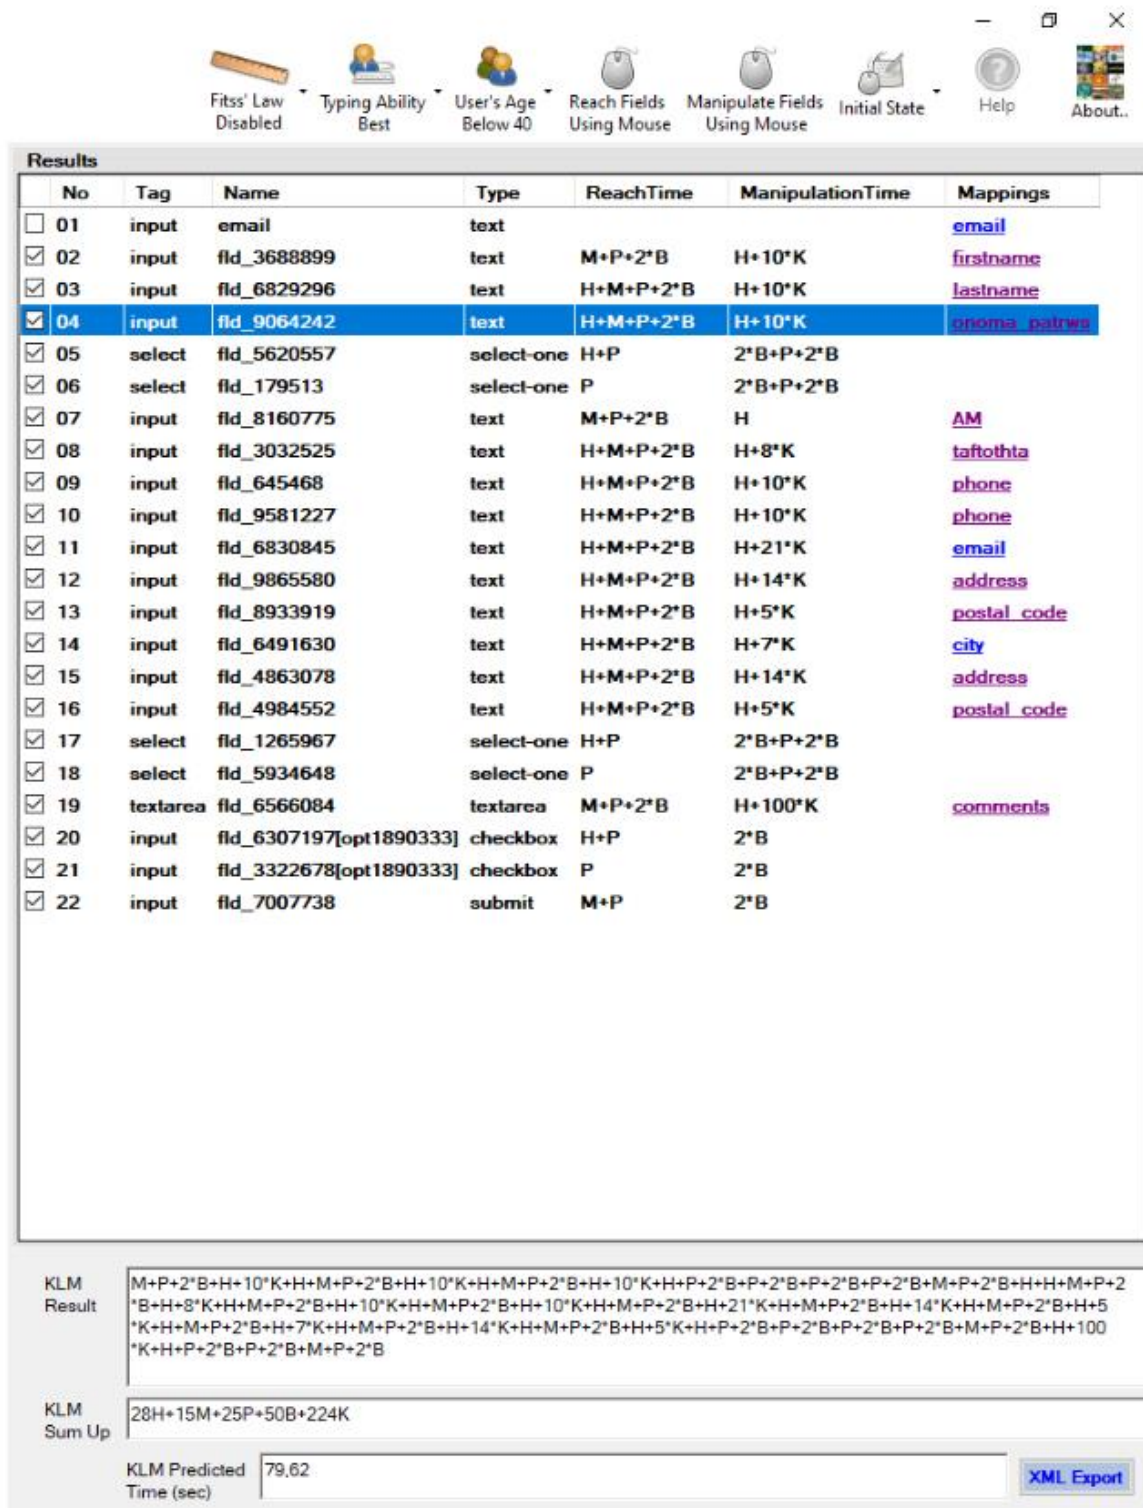 Fitss' Law Disabled
Typing Ability Best
User's Age Below 40
Reach Fields Using Mouse
Manipulate Fields Using Mouse
Initial State
Help
About..
Results
No Tag Name Type ReachTime ManipulationTime Mappings
01 input email text email
02 input fld_3688899 text M+P+2*B H+10*K firstname
03 input fld_6829296 text H+M+P+2*B H+10*K lastname
04 input fld_9064242 text H+M+P+2*B H+10*K onoma_patrws
05 select fld_5620557 select-one H+P 2*B+P+2*B
06 select fld_179513 select-one P 2*B+P+2*B
07 input fld_8160775 text M+P+2*B H AM
08 input fld_3032525 text H+M+P+2*B H+8*K taftothta
09 input fld_645468 text H+M+P+2*B H+10*K phone
10 input fld_9581227 text H+M+P+2*B H+10*K phone
11 input fld_6830845 text H+M+P+2*B H+21*K email
12 input fld_9865580 text H+M+P+2*B H+14*K address
13 input fld_8933919 text H+M+P+2*B H+5*K postal_code
14 input fld_6491630 text H+M+P+2*B H+7*K city
15 input fld_4863078 text H+M+P+2*B H+14*K address
16 input fld_4984552 text H+M+P+2*B H+5*K postal_code
17 select fld_1265967 select-one H+P 2*B+P+2*B
18 select fld_5934648 select-one P 2*B+P+2*B
19 textarea fld_6566084 textarea M+P+2*B H+100*K comments
20 input fld_6307197[opt1890333] checkbox H+P 2*B
21 input fld_3322678[opt1890333] checkbox P 2*B
22 input fld_7007738 submit M+P 2*B
KLM Result
M+P+2*B+H+10*K+H+M+P+2*B+H+10*K+H+M+P+2*B+H+10*K+H+P+2*B+P+2*B+P+2*B+P+2*B+M+P+2*B+H+H+M+P+2
*B+H+8*K+H+M+P+2*B+H+10*K+H+M+P+2*B+H+10*K+H+M+P+2*B+H+21*K+H+M+P+2*B+H+14*K+H+M+P+2*B+H+5
*K+H+M+P+2*B+H+7*K+H+M+P+2*B+H+14*K+H+M+P+2*B+H+5*K+H+P+2*B+P+2*B+P+2*B+P+2*B+M+P+2*B+H+100
*K+H+P+2*B+P+2*B+M+P+2*B
KLM Sum Up
28H+15M+25P+50B+224K
KLM Predicted Time (sec)
79,62
XML Export